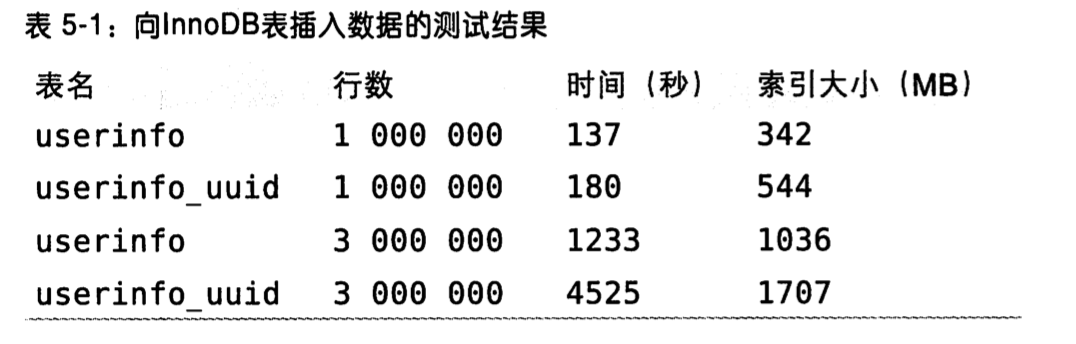 表 5-1：向InnoDB表插入数据的测试结果
表名 行数 时间（秒） 索引大小（MB）
userinfo 1 000 000 137 342
userinfo_uuid 1 000 000 180 544
userinfo 3 000 000 1233 1036
userinfo_uuid 3 000 000 4525 1707